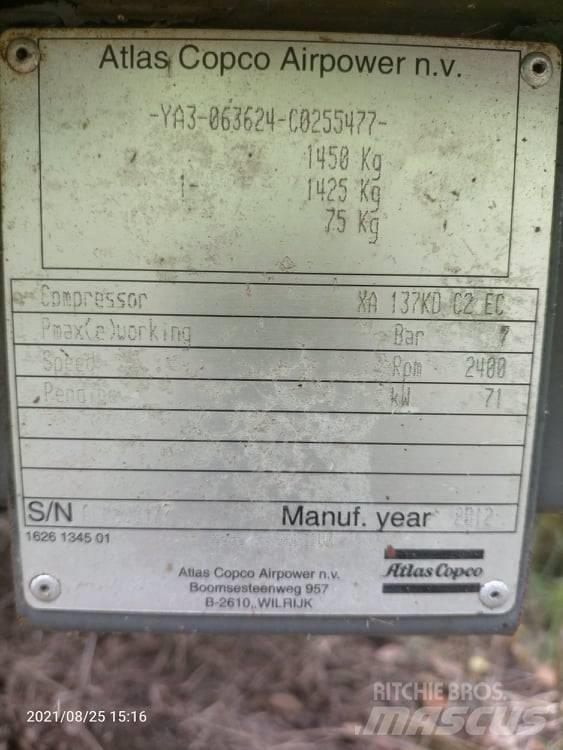 Atlas Copco Airpower n.v.
-YA3-063624-C0255477-
1450 Kg
1- 1425 Kg
75 Kg
Compressor XA 137KD C2 EC
Pmax(e)working Bar 7
Speed Rpm 2400
kW 71
S/N Manuf. year 2012
1626 1345 01
Atlas Copco Airpower n.v.
Boomsesteenweg 957
B-2610, WILRIJK
Atlas Copco
2021/08/25 15:16
RITCHIE BROS.
MASCUS